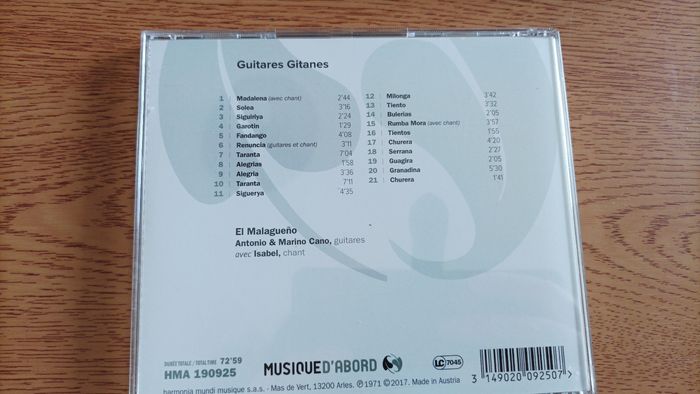 Guitares Gitanes
1 Madalena (avec chant) 2'44
2 Solea 3'16
3 Siguiriya 2'24
4 Garotin 1'29
5 Fandango 4'08
6 Renuncia (guitares et chant) 3'11
7 Taranta 7'04
8 Alegrias 1'58
9 Alegria 3'36
10 Taranta 7'11
11 Siguerya 4'35
12 Milonga 3'42
13 Tiento 3'32
14 Bulerias 2'05
15 Rumba Mora (avec chant) 3'57
16 Tientos 1'55
17 Churera 4'20
18 Serrana 2'27
19 Guagira 2'05
20 Granadina 5'30
21 Churera 1'41
El Malagueño
Antonio & Marino Cano, guitares
avec Isabel, chant
DURÉE TOTALE / TOTAL TIME 72'59
HMA 190925
MUSIQUE D'ABORD
LC 7045
harmonia mundi musique s.a.s. - Mas de Vert, 13200 Arles. ℗ 1971 © 2017. Made in Austria
3 149020 092507 >